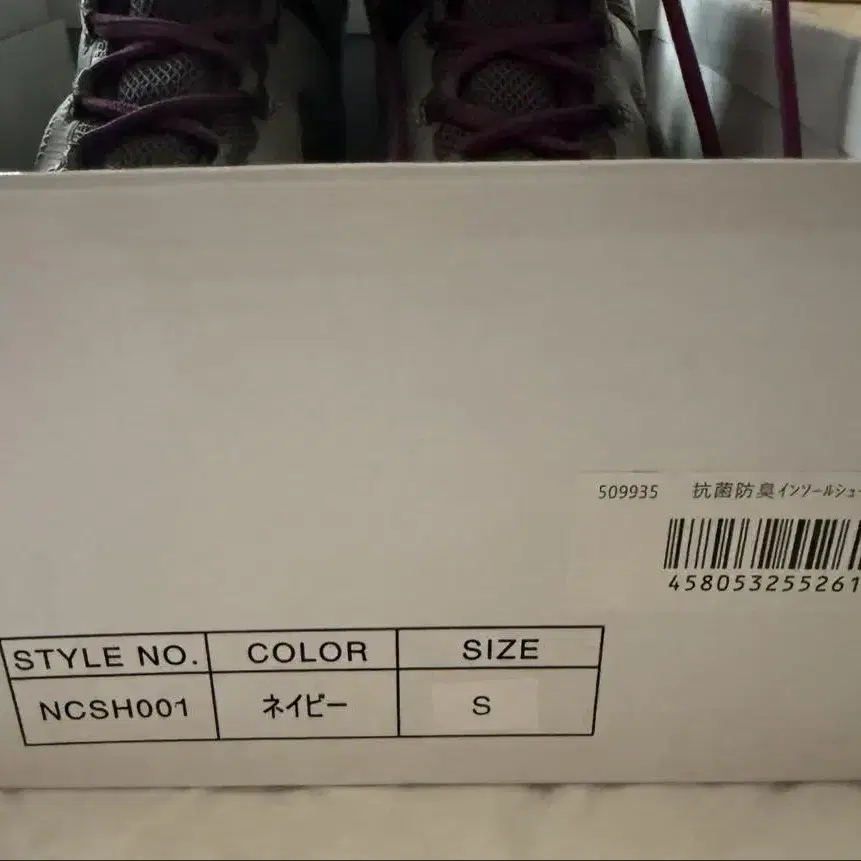 509935 抗菌防臭インソールシュー
458053255261
STYLE NO. COLOR SIZE
NCSH001 ネイビー S